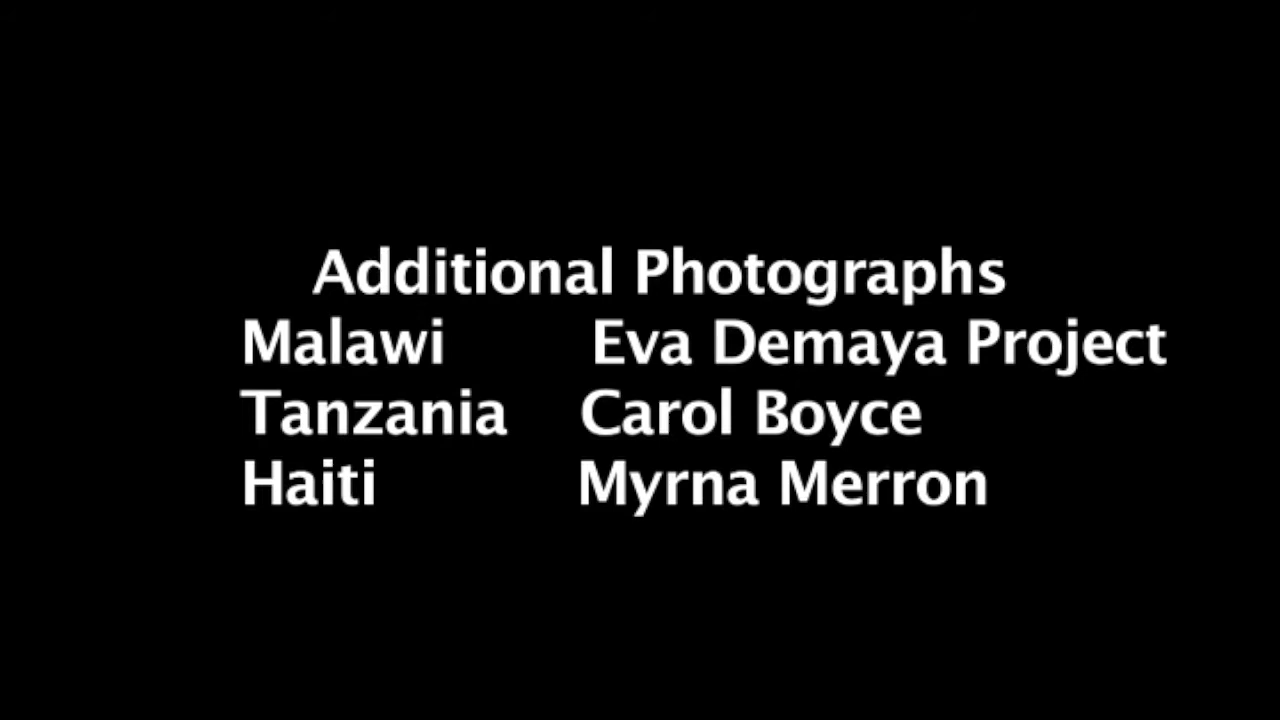 Additional Photographs
Malawi Eva Demaya Project
Tanzania Carol Boyce
Haiti Myrna Merron